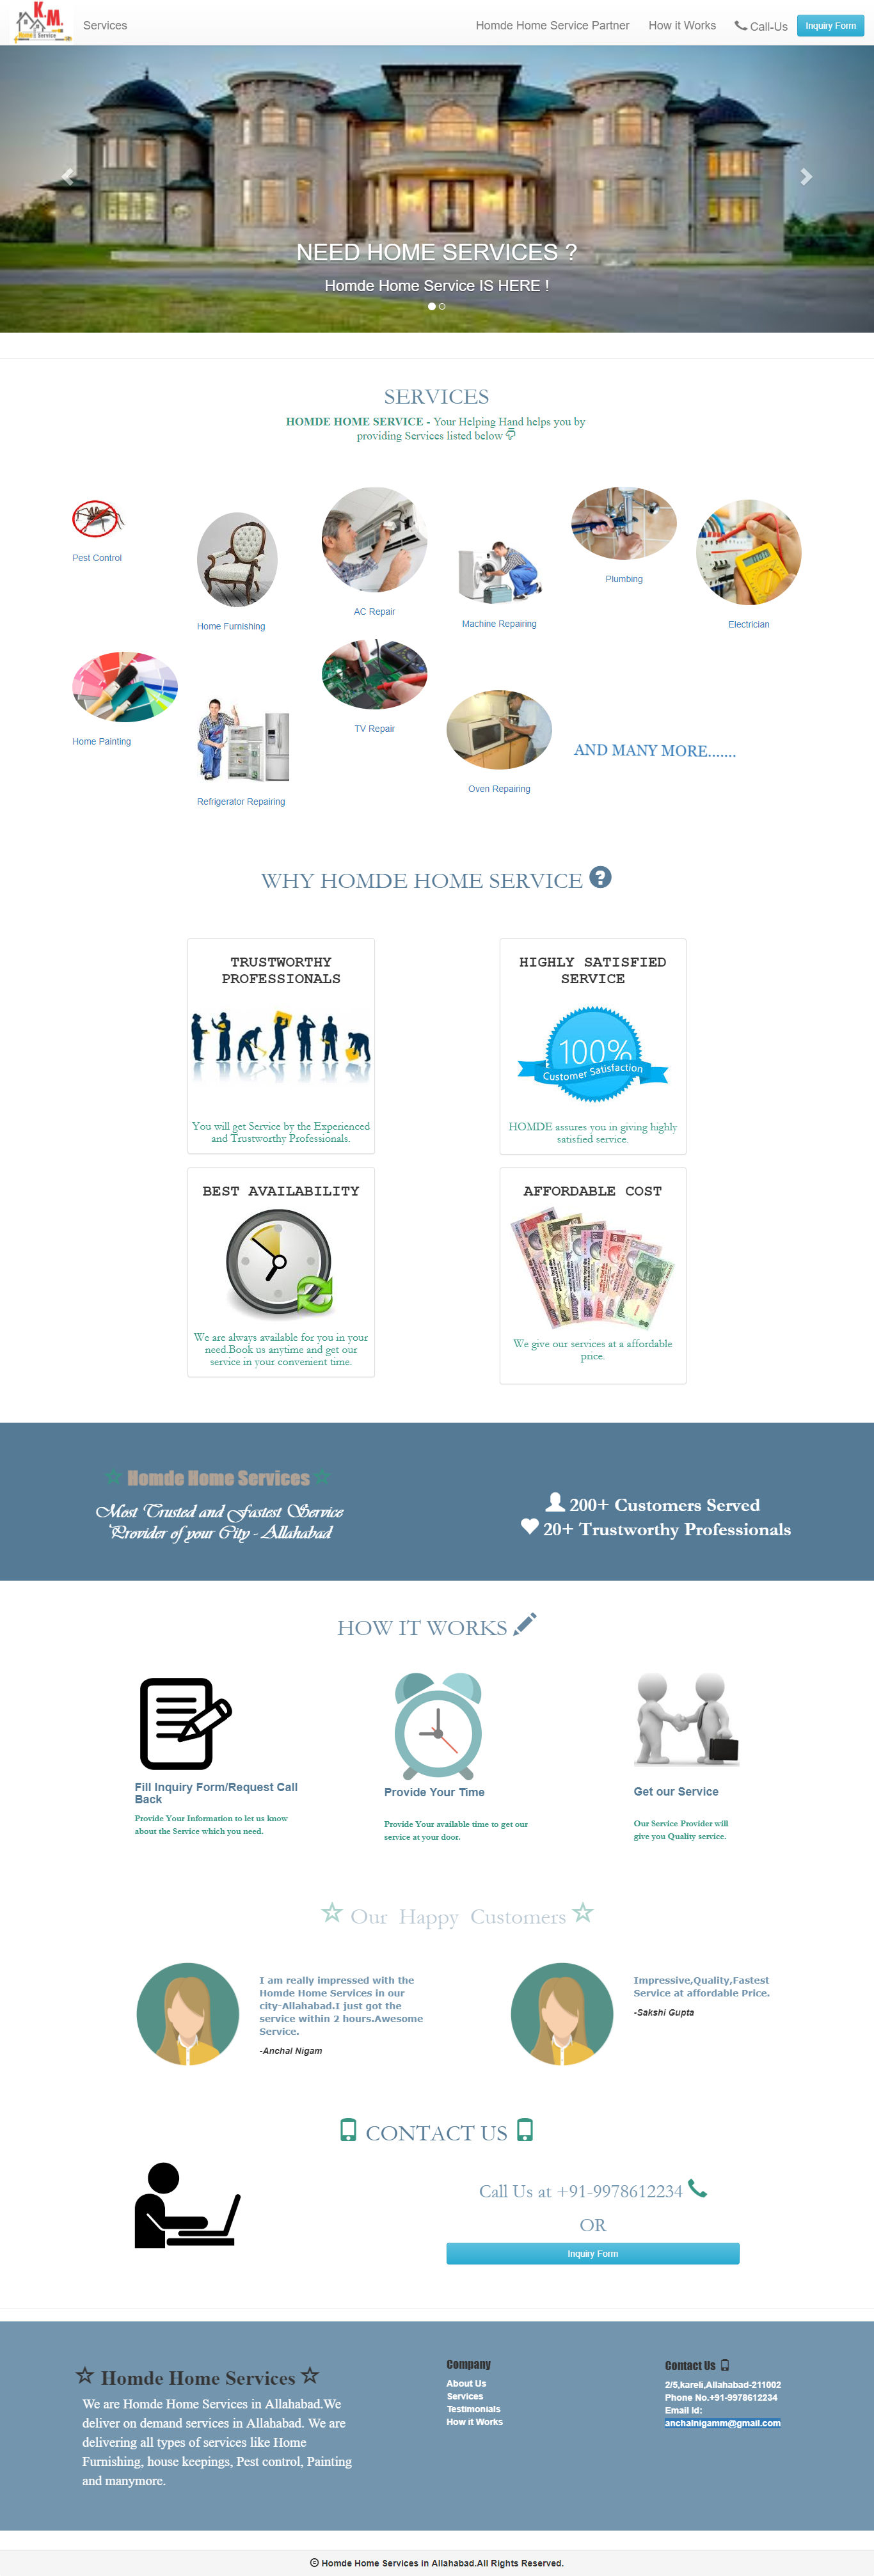 K.M.
Service
Services
Homde Home Service Partner
How it Works
Call-Us
Inquiry Form
NEED HOME SERVICES ?
Homde Home Service IS HERE !
SERVICES
HOMDE HOME SERVICE - Your Helping Hand helps you by
providing Services listed below
Pest Control
Home Furnishing
AC Repair
Machine Repairing
Plumbing
Electrician
Home Painting
Refrigerator Repairing
TV Repair
Oven Repairing
AND MANY MORE.......
WHY HOMDE HOME SERVICE
TRUSTWORTHY
PROFESSIONALS
You will get Service by the Experienced
and Trustworthy Professionals.
HIGHLY SATISFIED
SERVICE
100%
Customer Satisfaction
HOMDE assures you in giving highly
satisfied service.
BEST AVAILABILITY
We are always available for you in your
need.Book us anytime and get our
service in your convenient time.
AFFORDABLE COST
We give our services at a affordable
price.
Homde Home Services
Most Trusted and Fastest Service
Provider of your City - Allahabad
200+ Customers Served
20+ Trustworthy Professionals
HOW IT WORKS
Fill Inquiry Form/Request Call
Back
Provide Your Information to let us know
about the Service which you need.
Provide Your Time
Provide Your available time to get our
service at your door.
Get our Service
Our Service Provider will
give you Quality service.
Our Happy Customers
I am really impressed with the
Homde Home Services in our
city-Allahabad.I just got the
service within 2 hours.Awesome
Service.
-Anchal Nigam
Impressive,Quality,Fastest
Service at affordable Price.
-Sakshi Gupta
CONTACT US
Call Us at +91-9978612234
OR
Inquiry Form
Homde Home Services
We are Homde Home Services in Allahabad.We
deliver on demand services in Allahabad. We are
delivering all types of services like Home
Furnishing, house keepings, Pest control, Painting
and manymore.
Company
About Us
Services
Testimonials
How it Works
Contact Us
2/5,kareli,Allahabad-211002
Phone No.+91-9978612234
Email Id:
anchalnigamm@gmail.com
© Homde Home Services in Allahabad.All Rights Reserved.